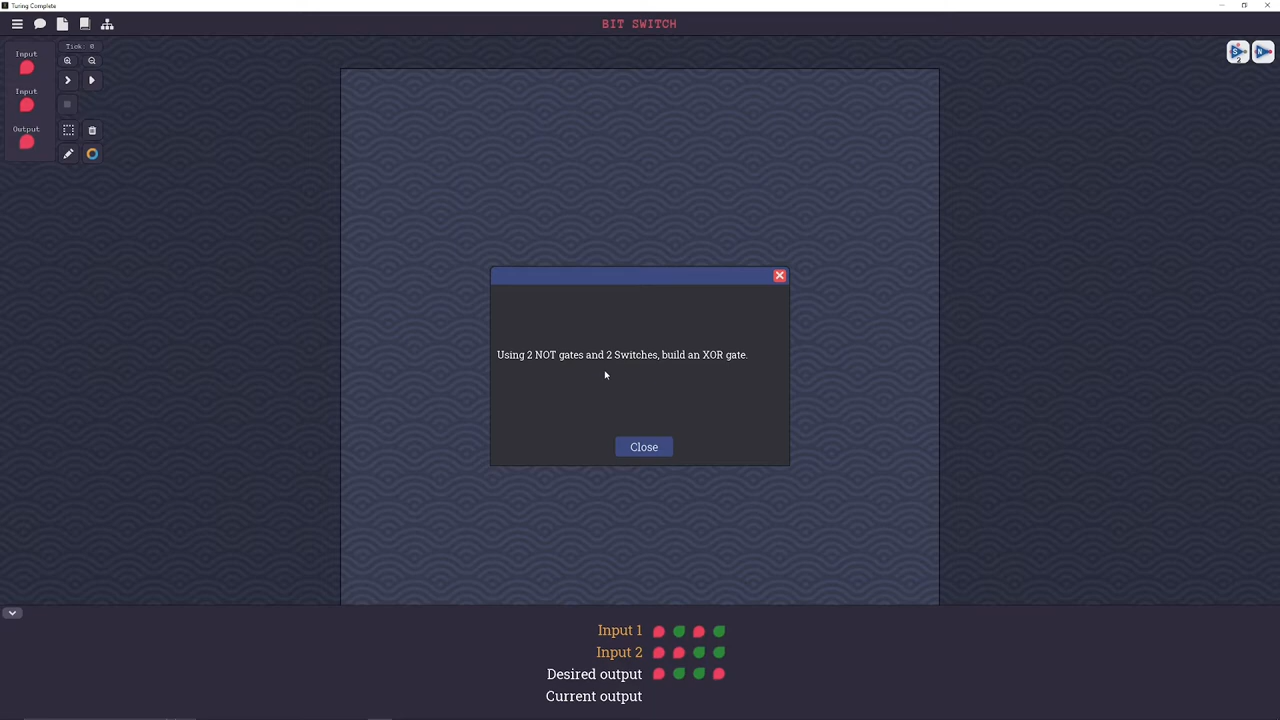 Turing Complete
BIT SWITCH
Input
Tick: 0
Input
Output
S
2
N
Using 2 NOT gates and 2 Switches, build an XOR gate.
Close
Input 1
Input 2
Desired output
Current output